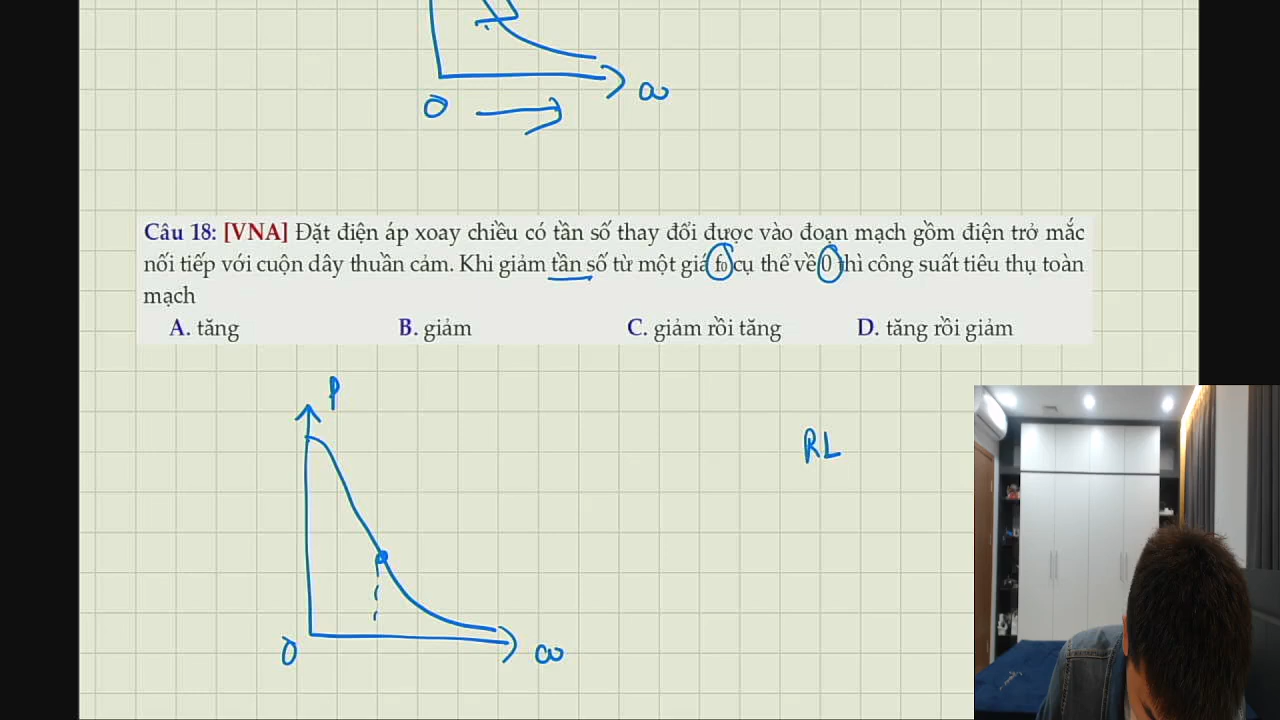 0
ω
Câu 18: [VNA] Đặt điện áp xoay chiều có tần số thay đổi được vào đoạn mạch gồm điện trở mắc
nối tiếp với cuộn dây thuần cảm. Khi giảm tần số từ một giá f₀ cụ thể về 0 thì công suất tiêu thụ toàn
mạch
A. tăng B. giảm C. giảm rồi tăng D. tăng rồi giảm
P
RL
0
ω